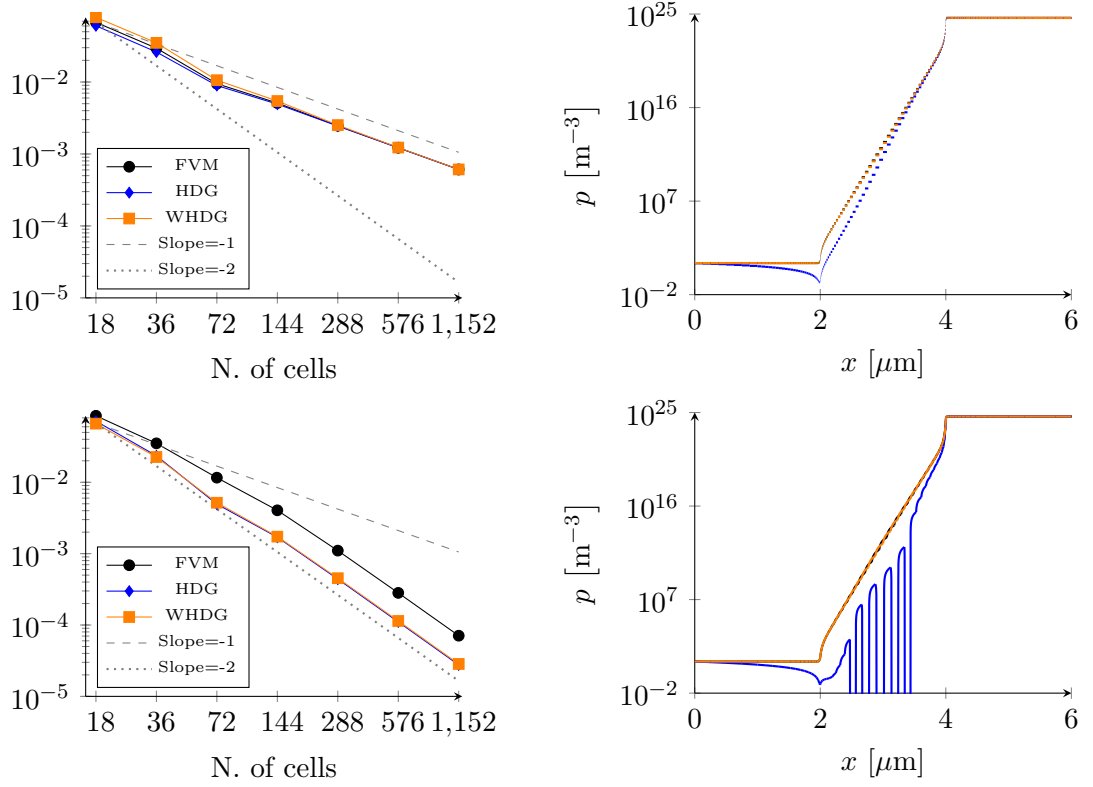 10^{-2}
10^{-3}
10^{-4}
10^{-5}
FVM
HDG
WHDG
Slope=-1
Slope=-2
18 36 72 144 288 576 1,152
N. of cells
10^{25}
10^{16}
10^{7}
10^{-2}
p [m^{-3}]
0 2 4 6
x [μm]
10^{-2}
10^{-3}
10^{-4}
10^{-5}
FVM
HDG
WHDG
Slope=-1
Slope=-2
18 36 72 144 288 576 1,152
N. of cells
10^{25}
10^{16}
10^{7}
10^{-2}
p [m^{-3}]
0 2 4 6
x [μm]